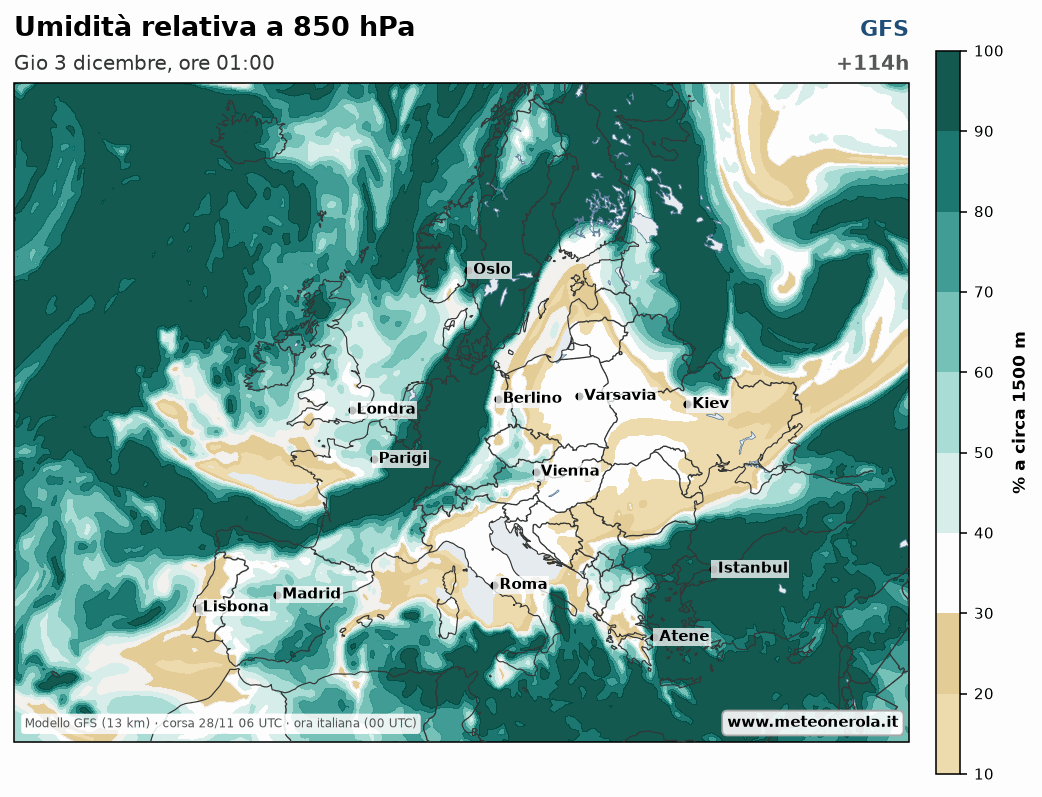 Umidità relativa a 850 hPa
GFS
Gio 3 dicembre, ore 01:00
+114h
100
90
80
70
60
50
40
30
20
10
% a circa 1500 m
Oslo
Londra
Berlino
Varsavia
Kiev
Parigi
Vienna
Istanbul
Roma
Madrid
Lisbona
Atene
Modello GFS (13 km) · corsa 28/11 06 UTC · ora italiana (00 UTC)
www.meteonerola.it